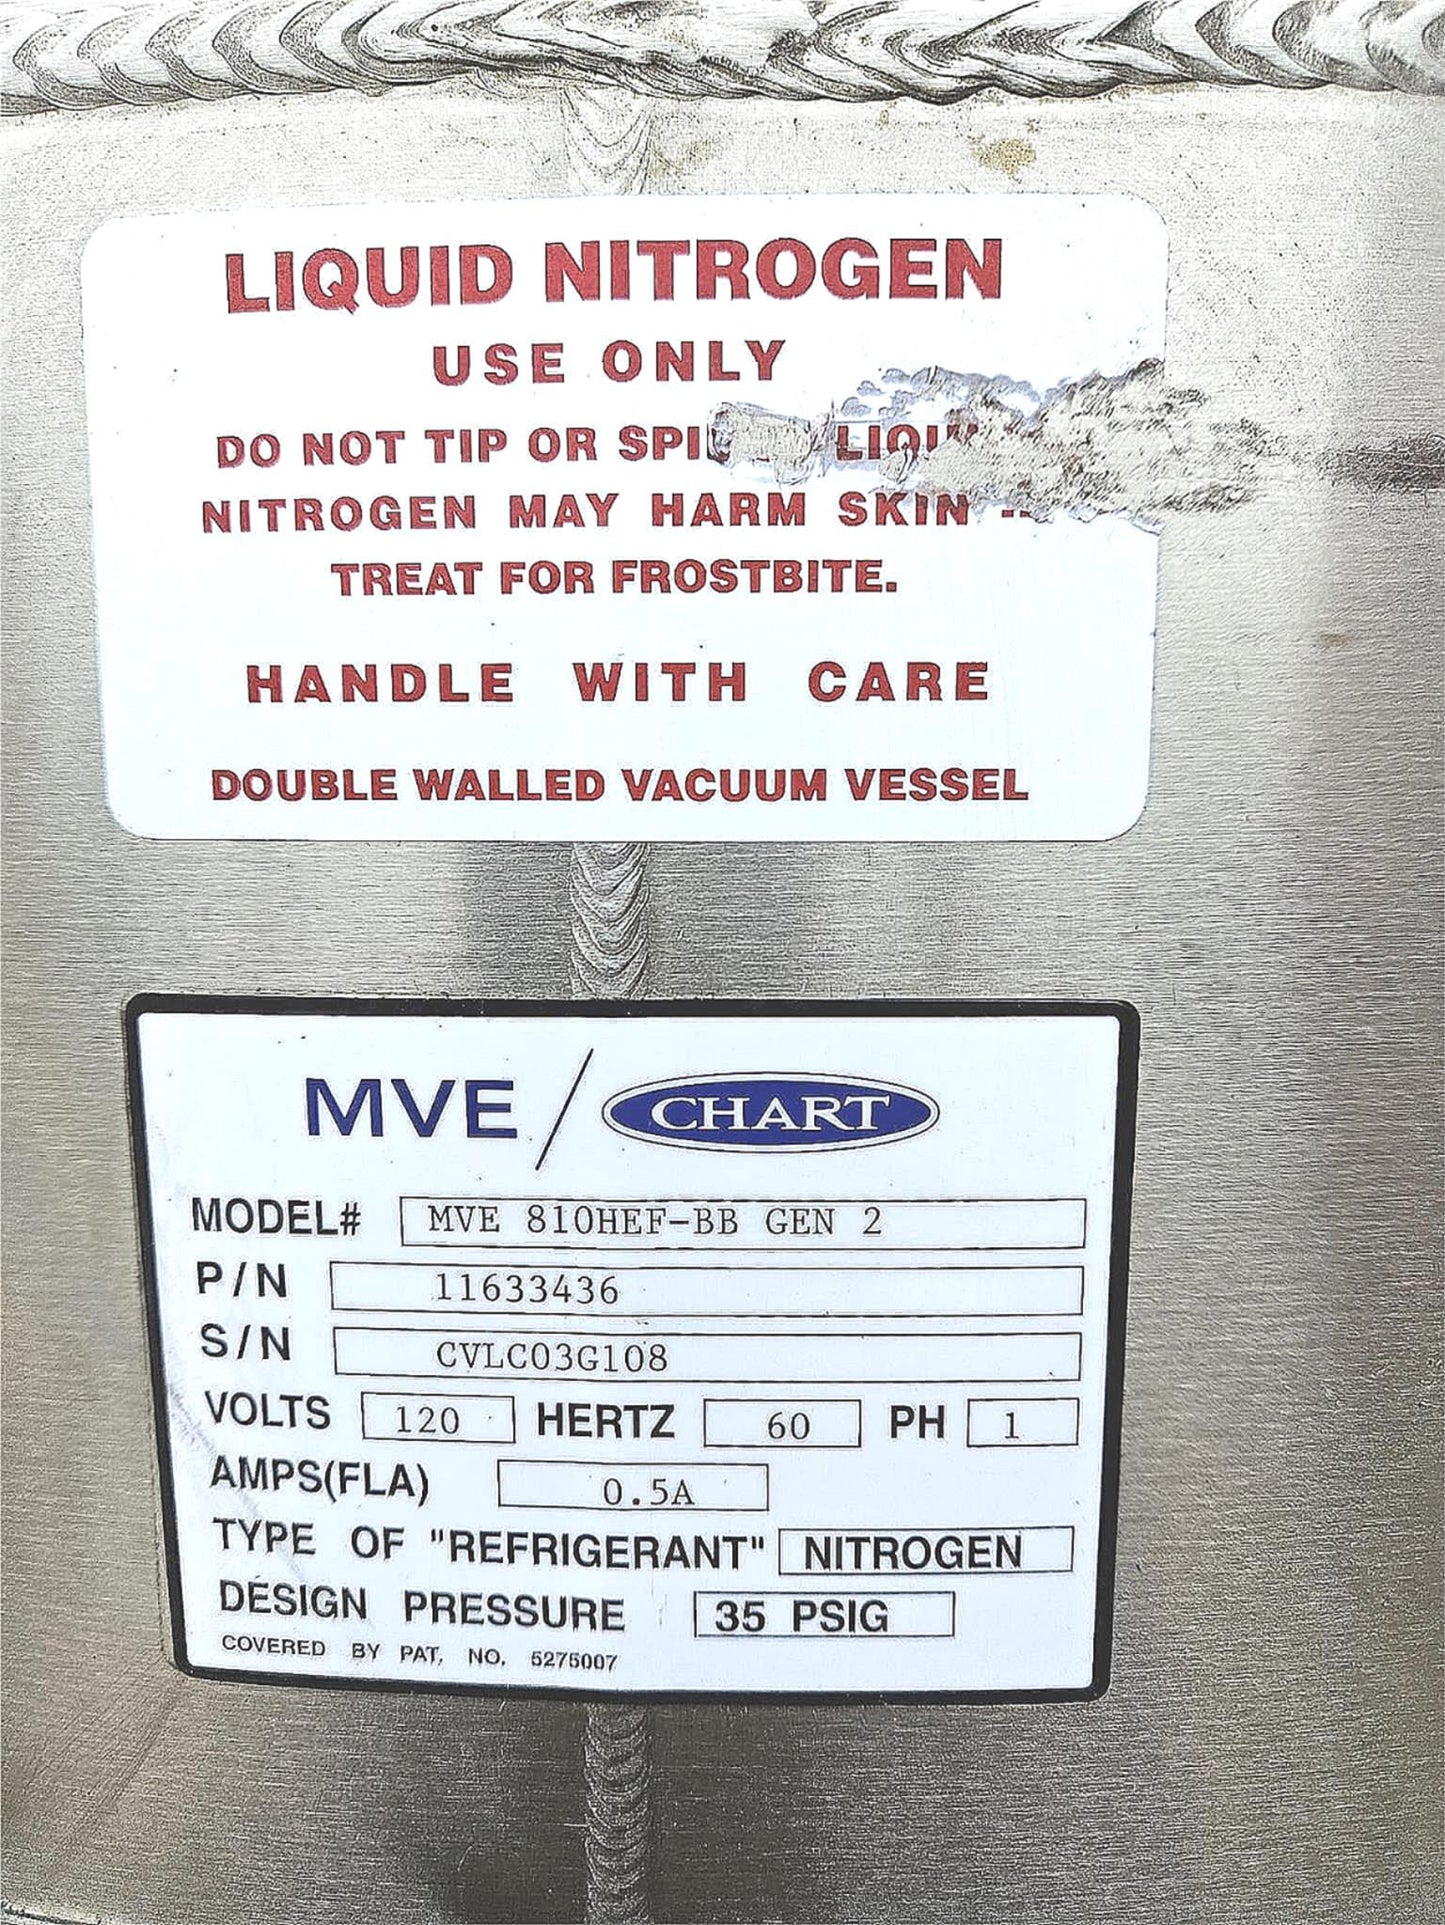 LIQUID NITROGEN
USE ONLY
DO NOT TIP OR
NITROGEN MAY HARM SKIN
TREAT FOR FROSTBITE.
HANDLE WITH CARE
DOUBLE WALLED VACUUM VESSEL
MVE / CHART
MODEL# MVE 810HEF-BB GEN 2
P/N 11633436
S/N CVLC03G108
VOLTS 120 HERTZ 60 PH 1
AMPS(FLA) 0.5A
TYPE OF "REFRIGERANT" NITROGEN
DESIGN PRESSURE 35 PSIG
COVERED BY PAT. NO. 5275007